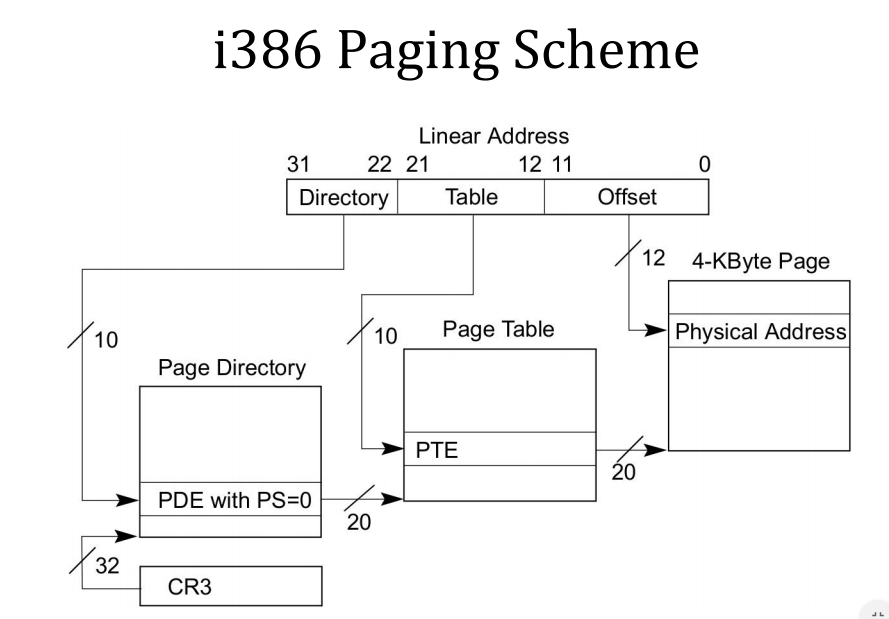 i386 Paging Scheme
Linear Address
31 22 21 12 11 0
Directory Table Offset
12
4-KByte Page
Physical Address
10
10
Page Table
Page Directory
PTE
20
PDE with PS=0
20
32
CR3